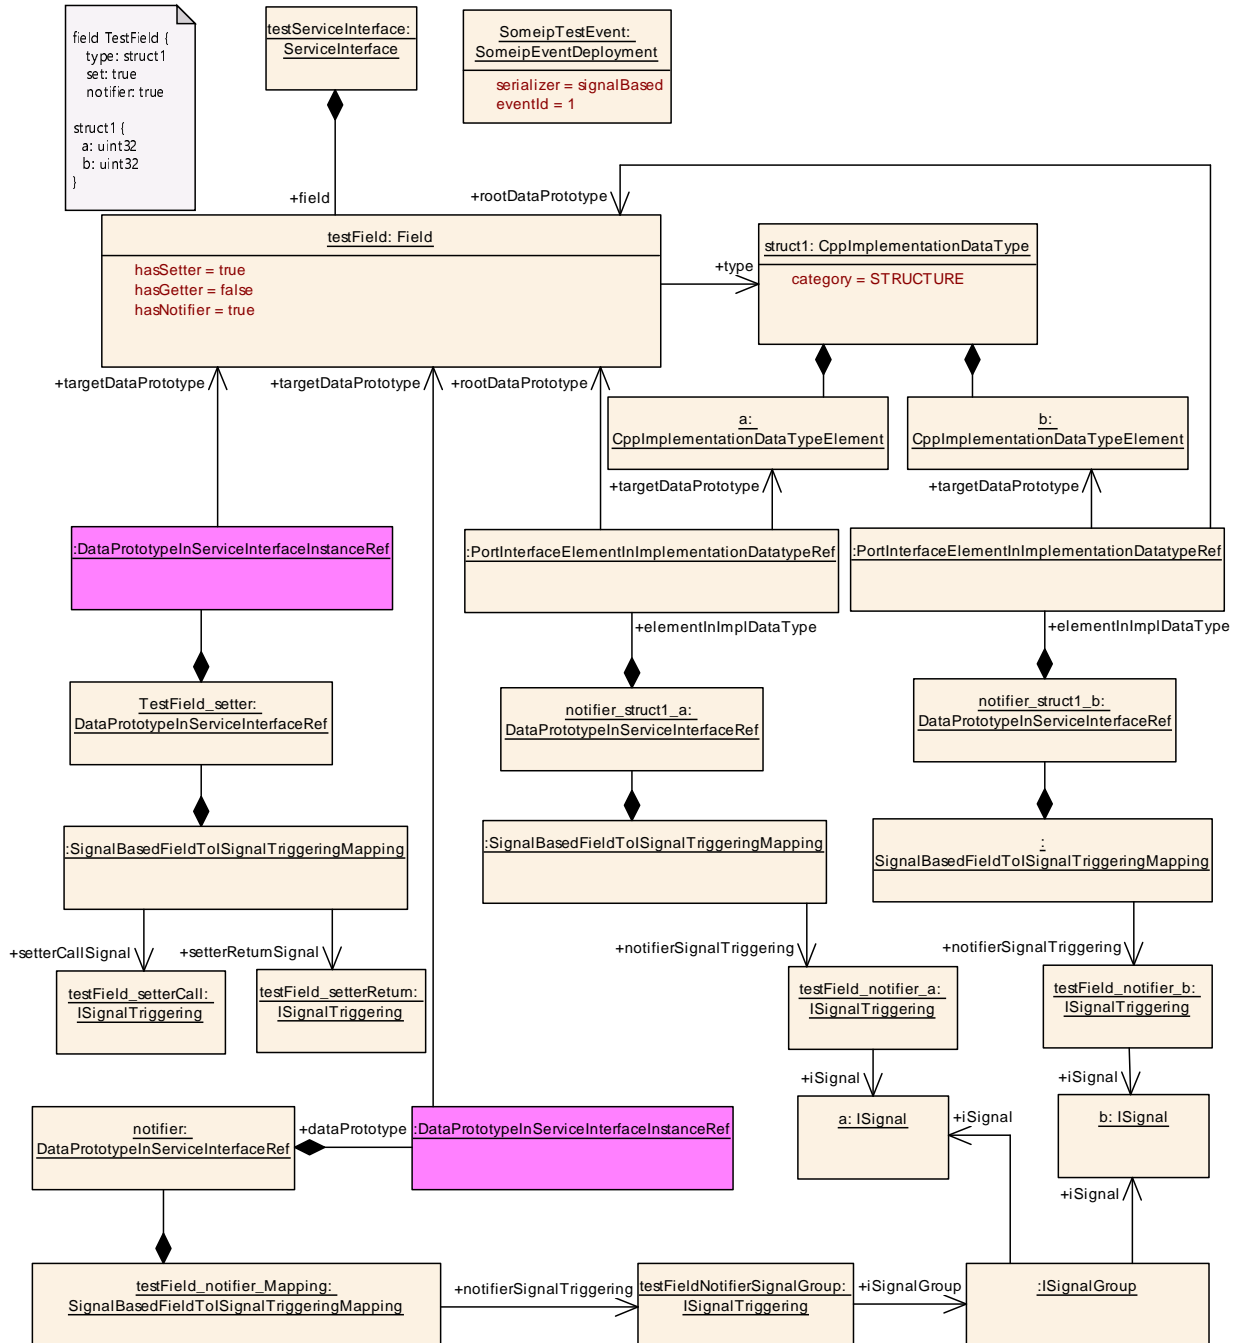 field TestField {
type: struct1
set: true
notifier: true
struct1 {
a: uint32
b: uint32
}
testServiceInterface:
ServiceInterface
SomeipTestEvent:
SomeipEventDeployment
serializer = signalBased
eventId = 1
+field
+rootDataPrototype
testField: Field
hasSetter = true
hasGetter = false
hasNotifier = true
+type
struct1: CppImplementationDataType
category = STRUCTURE
+targetDataPrototype
+targetDataPrototype
+rootDataPrototype
a:
CppImplementationDataTypeElement
b:
CppImplementationDataTypeElement
+targetDataPrototype
+targetDataPrototype
:DataPrototypeInServiceInterfaceInstanceRef
:PortInterfaceElementInImplementationDatatypeRef
:PortInterfaceElementInImplementationDatatypeRef
+elementInImplDataType
+elementInImplDataType
TestField_setter:
DataPrototypeInServiceInterfaceRef
notifier_struct1_a:
DataPrototypeInServiceInterfaceRef
notifier_struct1_b:
DataPrototypeInServiceInterfaceRef
:SignalBasedFieldToISignalTriggeringMapping
:SignalBasedFieldToISignalTriggeringMapping
:
SignalBasedFieldToISignalTriggeringMapping
+setterCallSignal
+setterReturnSignal
+notifierSignalTriggering
+notifierSignalTriggering
testField_setterCall:
ISignalTriggering
testField_setterReturn:
ISignalTriggering
testField_notifier_a:
ISignalTriggering
testField_notifier_b:
ISignalTriggering
+iSignal
+iSignal
notifier:
DataPrototypeInServiceInterfaceRef
+dataPrototype
:DataPrototypeInServiceInterfaceInstanceRef
a: ISignal
+iSignal
b: ISignal
+iSignal
testField_notifier_Mapping:
SignalBasedFieldToISignalTriggeringMapping
+notifierSignalTriggering
testFieldNotifierSignalGroup:
ISignalTriggering
+iSignalGroup
:ISignalGroup